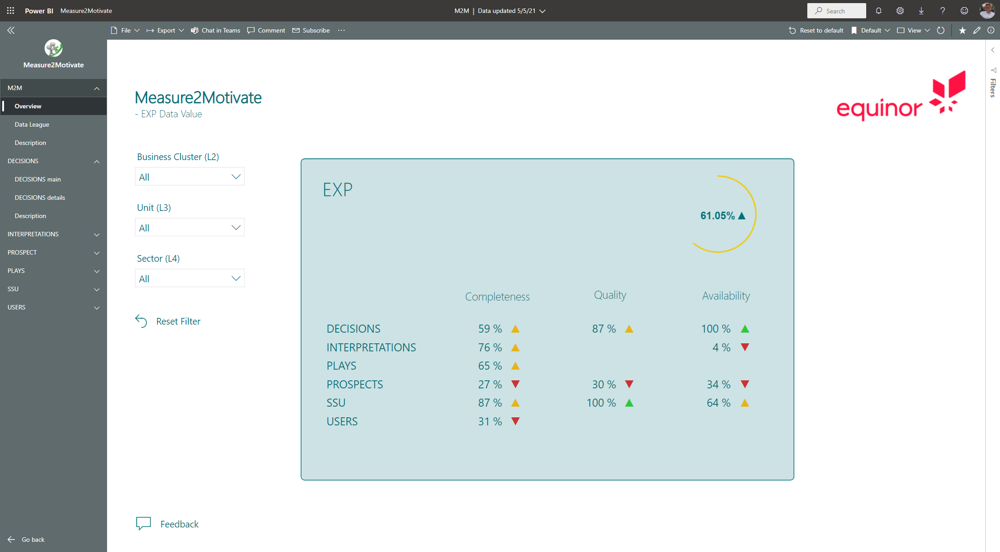 Power BI Measure2Motivate
M2M | Data updated 5/5/21
Search
File Export Chat in Teams Comment Subscribe ...
Reset to default Default View
Measure2Motivate
M2M
Overview
Data League
Description
DECISIONS
DECISIONS main
DECISIONS details
Description
INTERPRETATIONS
PROSPECT
PLAYS
SSU
USERS
Go back
Measure2Motivate
- EXP Data Value
equinor
Filters
Business Cluster (L2)
All
Unit (L3)
All
Sector (L4)
All
Reset Filter
Feedback
EXP
61.05%
Completeness Quality Availability
DECISIONS 59 % 87 % 100 %
INTERPRETATIONS 76 % 4 %
PLAYS 65 %
PROSPECTS 27 % 30 % 34 %
SSU 87 % 100 % 64 %
USERS 31 %